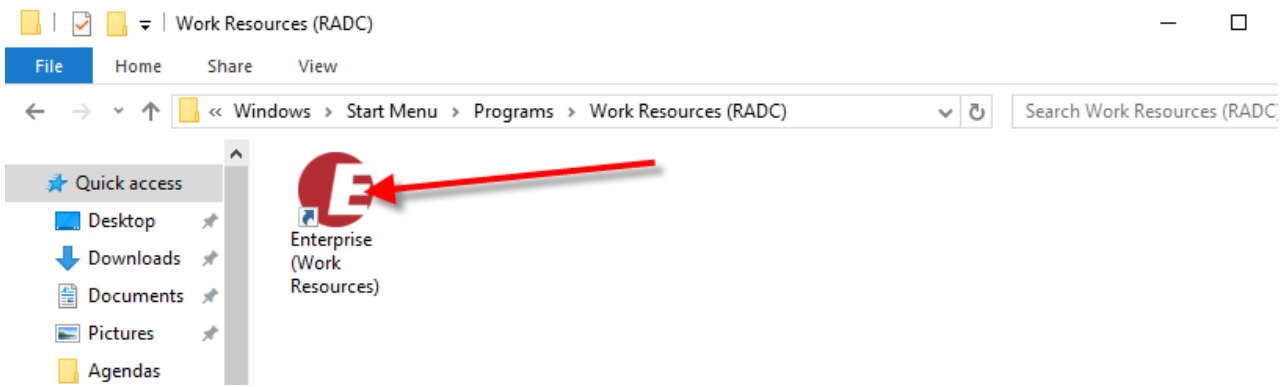 Work Resources (RADC)
File Home Share View
« Windows › Start Menu › Programs › Work Resources (RADC)
Search Work Resources (RADC)
Quick access
Desktop
Downloads
Documents
Pictures
Agendas
E
Enterprise
(Work
Resources)